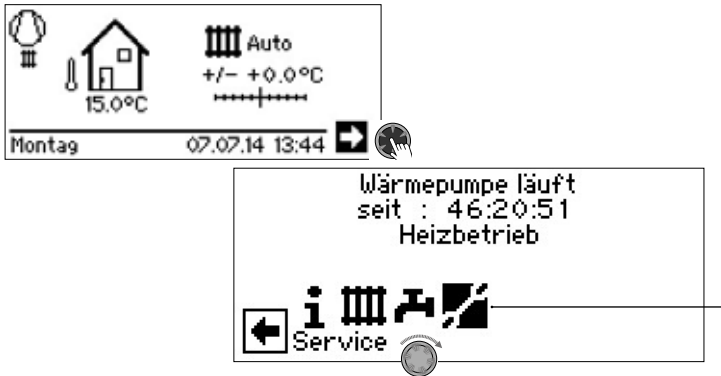 Auto
+/- +0.0°C
15.0°C
Montag 07.07.14 13:44
Wärmepumpe läuft
seit : 46:20:51
Heizbetrieb
Service